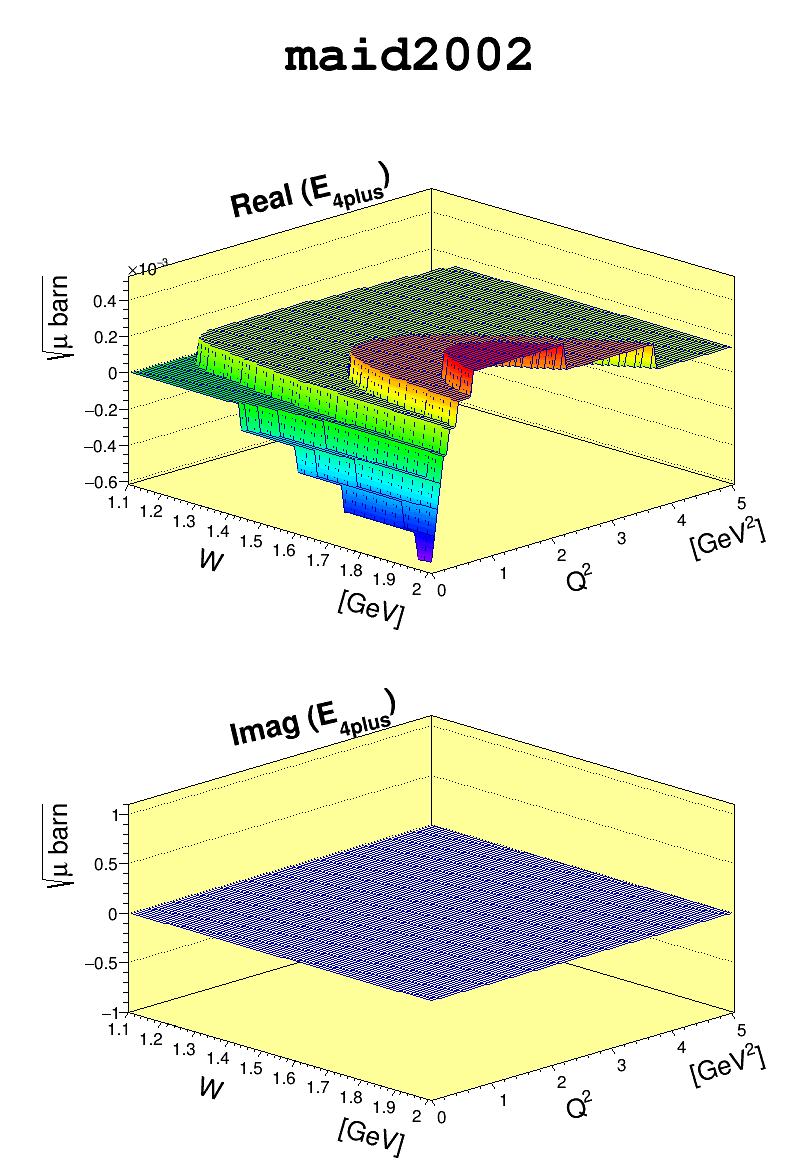 maid2002
Real (E4plus)
×10−3
√μ barn
0.4
0.2
0
−0.2
−0.4
−0.6
1.1 1.2 1.3 1.4 1.5 1.6 1.7 1.8 1.9 2
W
[GeV]
0 1 2 3 4 5
Q2
[GeV2]
Imag (E4plus)
√μ barn
1
0.5
0
−0.5
−1
1.1 1.2 1.3 1.4 1.5 1.6 1.7 1.8 1.9 2
W
[GeV]
0 1 2 3 4 5
Q2
[GeV2]